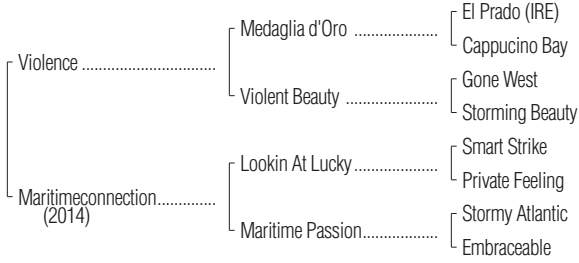 El Prado (IRE)
Medaglia d'Oro ....................
Cappucino Bay
Violence ................................
Gone West
Violent Beauty ......................
Storming Beauty
Smart Strike
Lookin At Lucky....................
Private Feeling
Maritimeconnection..............
(2014)
Stormy Atlantic
Maritime Passion..................
Embraceable